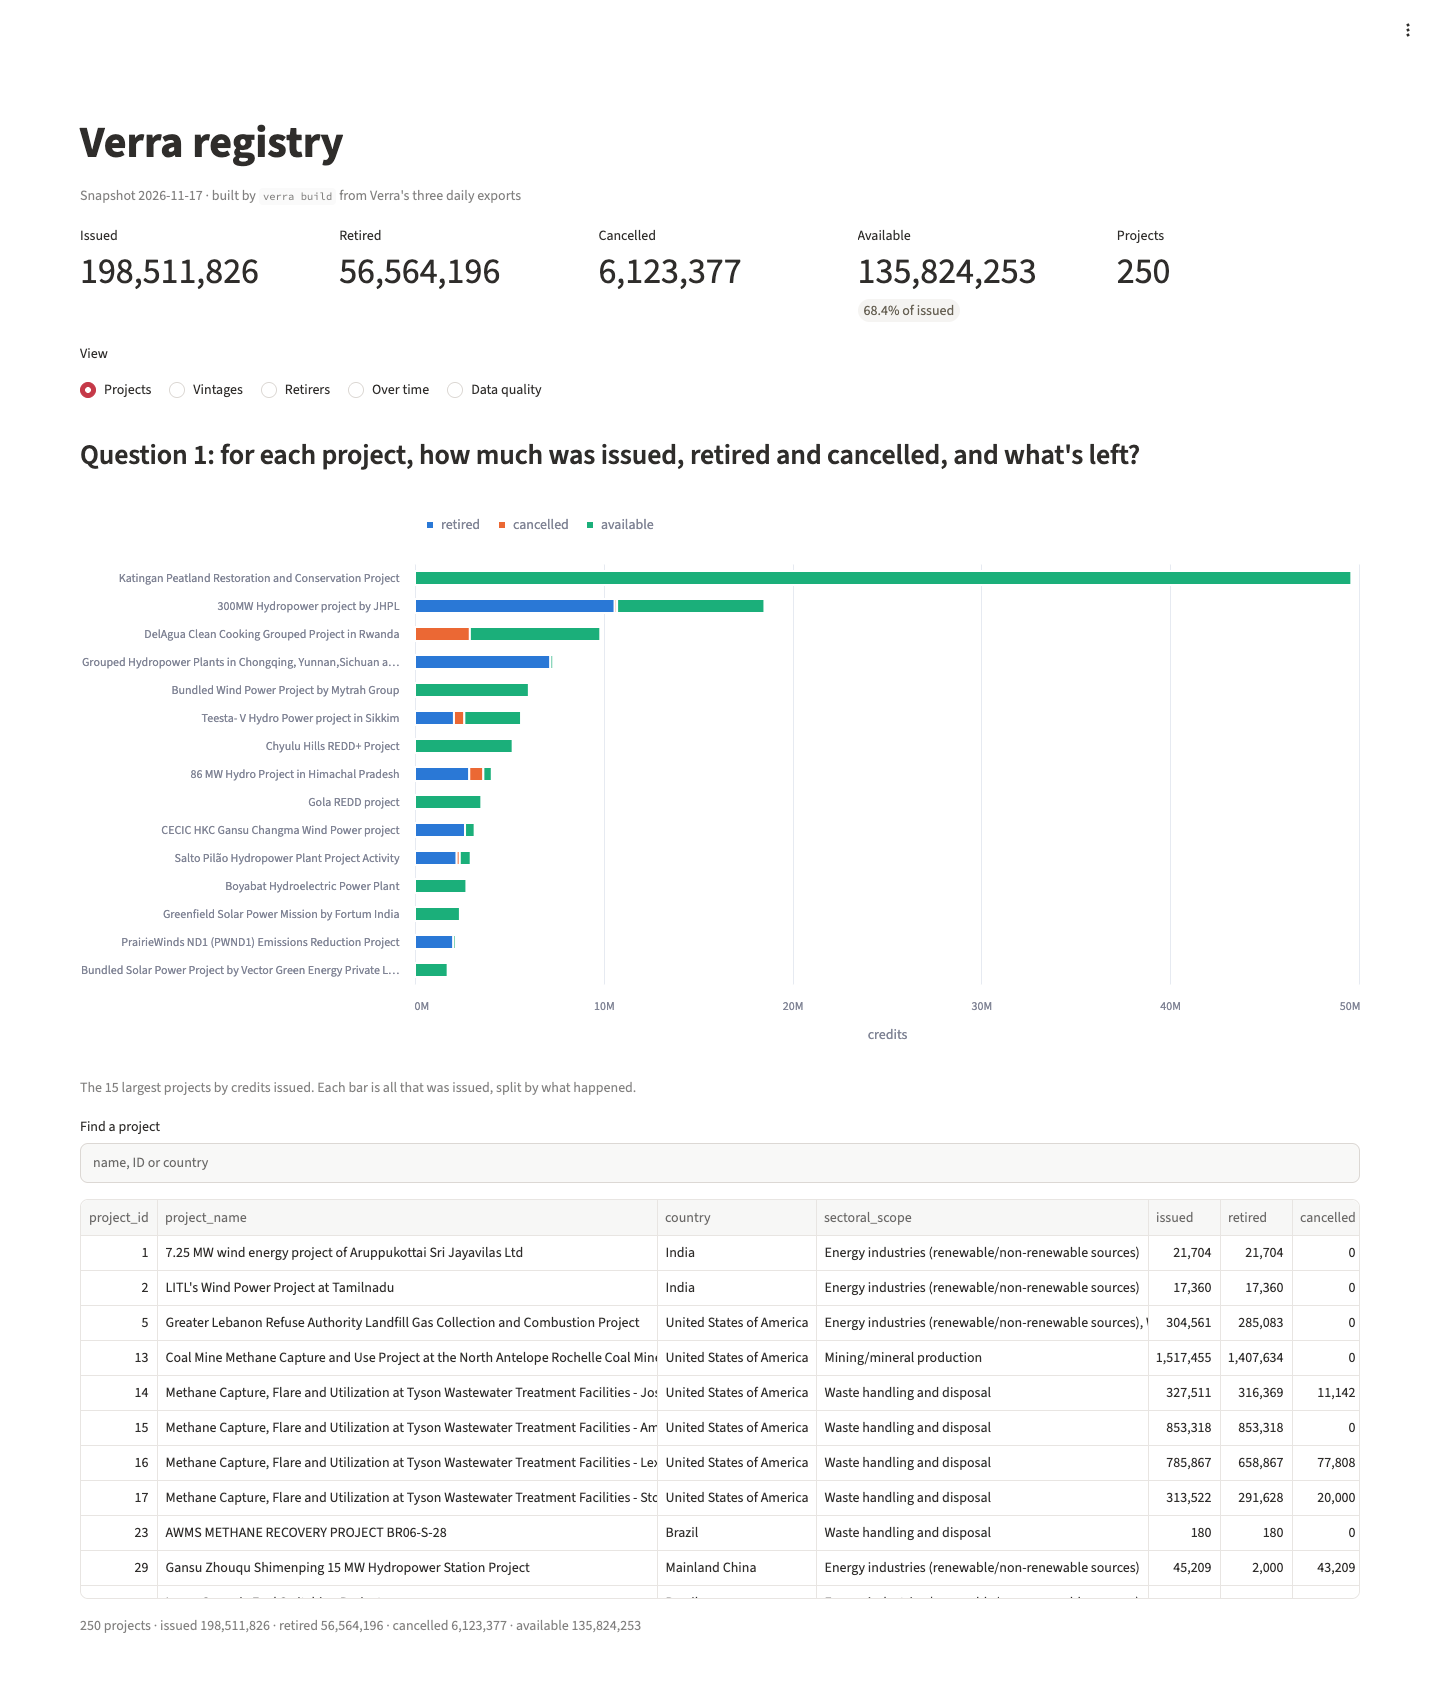 Verra registry
Snapshot 2026-11-17 · built by verra build from Verra's three daily exports
Issued Retired Cancelled Available Projects
198,511,826 56,564,196 6,123,377 135,824,253 250
68.4% of issued
View
Projects Vintages Retirers Over time Data quality
Question 1: for each project, how much was issued, retired and cancelled, and what's left?
retired cancelled available
Katingan Peatland Restoration and Conservation Project
300MW Hydropower project by JHPL
DelAgua Clean Cooking Grouped Project in Rwanda
Grouped Hydropower Plants in Chongqing, Yunnan,Sichuan a…
Bundled Wind Power Project by Mytrah Group
Teesta- V Hydro Power project in Sikkim
Chyulu Hills REDD+ Project
86 MW Hydro Project in Himachal Pradesh
Gola REDD project
CECIC HKC Gansu Changma Wind Power project
Salto Pilão Hydropower Plant Project Activity
Boyabat Hydroelectric Power Plant
Greenfield Solar Power Mission by Fortum India
PrairieWinds ND1 (PWND1) Emissions Reduction Project
Bundled Solar Power Project by Vector Green Energy Private L…
0M 10M 20M 30M 40M 50M
credits
The 15 largest projects by credits issued. Each bar is all that was issued, split by what happened.
Find a project
name, ID or country
project_id project_name country sectoral_scope issued retired cancelled
1 7.25 MW wind energy project of Aruppukottai Sri Jayavilas Ltd India Energy industries (renewable/non-renewable sources) 21,704 21,704 0
2 LITL's Wind Power Project at Tamilnadu India Energy industries (renewable/non-renewable sources) 17,360 17,360 0
5 Greater Lebanon Refuse Authority Landfill Gas Collection and Combustion Project United States of America Energy industries (renewable/non-renewable sources), 304,561 285,083 0
13 Coal Mine Methane Capture and Use Project at the North Antelope Rochelle Coal Mine United States of America Mining/mineral production 1,517,455 1,407,634 0
14 Methane Capture, Flare and Utilization at Tyson Wastewater Treatment Facilities - Jos United States of America Waste handling and disposal 327,511 316,369 11,142
15 Methane Capture, Flare and Utilization at Tyson Wastewater Treatment Facilities - Am United States of America Waste handling and disposal 853,318 853,318 0
16 Methane Capture, Flare and Utilization at Tyson Wastewater Treatment Facilities - Lex United States of America Waste handling and disposal 785,867 658,867 77,808
17 Methane Capture, Flare and Utilization at Tyson Wastewater Treatment Facilities - Sto United States of America Waste handling and disposal 313,522 291,628 20,000
23 AWMS METHANE RECOVERY PROJECT BR06-S-28 Brazil Waste handling and disposal 180 180 0
29 Gansu Zhouqu Shimenping 15 MW Hydropower Station Project Mainland China Energy industries (renewable/non-renewable sources) 45,209 2,000 43,209
250 projects · issued 198,511,826 · retired 56,564,196 · cancelled 6,123,377 · available 135,824,253